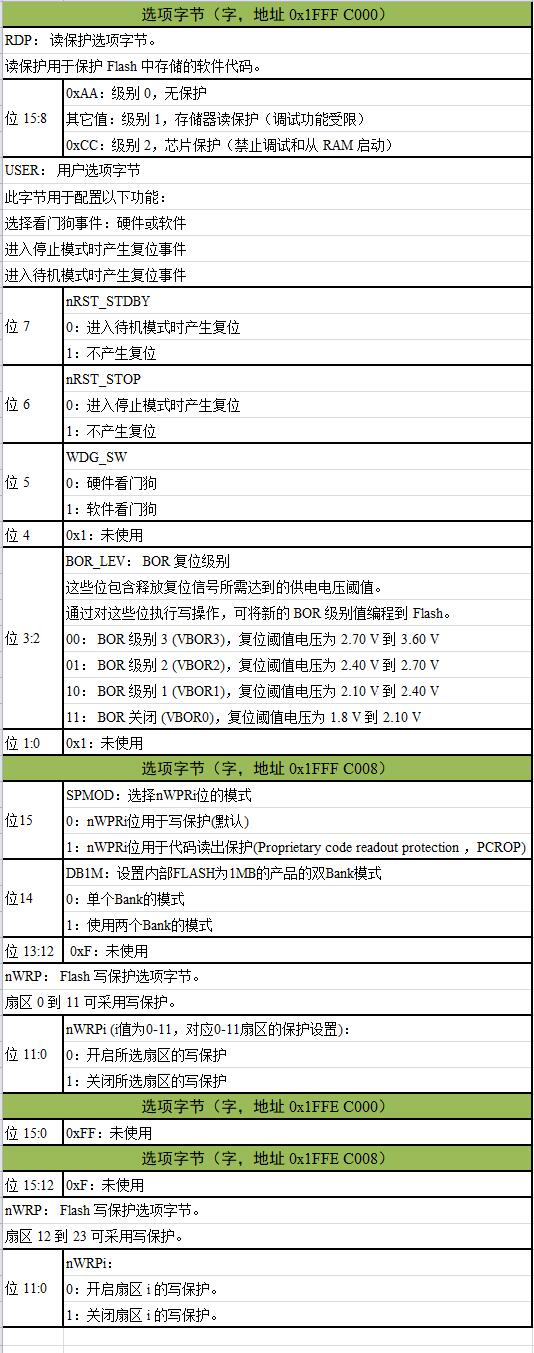 选项字节（字，地址 0x1FFF C000）
RDP： 读保护选项字节。
读保护用于保护 Flash 中存储的软件代码。
位 15:8
0xAA：级别 0，无保护
其它值：级别 1，存储器读保护（调试功能受限）
0xCC：级别 2，芯片保护（禁止调试和从 RAM 启动）
USER： 用户选项字节
此字节用于配置以下功能：
选择看门狗事件：硬件或软件
进入停止模式时产生复位事件
进入待机模式时产生复位事件
位 7
nRST_STDBY
0：进入待机模式时产生复位
1：不产生复位
位 6
nRST_STOP
0：进入停止模式时产生复位
1：不产生复位
位 5
WDG_SW
0：硬件看门狗
1：软件看门狗
位 4
0x1：未使用
位 3:2
BOR_LEV： BOR 复位级别
这些位包含释放复位信号所需达到的供电电压阈值。
通过对这些位执行写操作，可将新的 BOR 级别值编程到 Flash。
00： BOR 级别 3 (VBOR3)，复位阈值电压为 2.70 V 到 3.60 V
01： BOR 级别 2 (VBOR2)，复位阈值电压为 2.40 V 到 2.70 V
10： BOR 级别 1 (VBOR1)，复位阈值电压为 2.10 V 到 2.40 V
11： BOR 关闭 (VBOR0)，复位阈值电压为 1.8 V 到 2.10 V
位 1:0
0x1：未使用
选项字节（字，地址 0x1FFF C008）
位15
SPMOD：选择nWPRi位的模式
0：nWPRi位用于写保护(默认)
1：nWPRi位用于代码读出保护(Proprietary code readout protection ，PCROP)
位14
DB1M：设置内部FLASH为1MB的产品的双Bank模式
0：单个Bank的模式
1：使用两个Bank的模式
位 13:12
0xF：未使用
nWRP： Flash 写保护选项字节。
扇区 0 到 11 可采用写保护。
位 11:0
nWRPi (i值为0-11，对应0-11扇区的保护设置)：
0：开启所选扇区的写保护
1：关闭所选扇区的写保护
选项字节（字，地址 0x1FFE C000）
位 15:0
0xFF：未使用
选项字节（字，地址 0x1FFE C008）
位 15:12
0xF：未使用
nWRP： Flash 写保护选项字节。
扇区 12 到 23 可采用写保护。
位 11:0
nWRPi：
0：开启扇区 i 的写保护。
1：关闭扇区 i 的写保护。